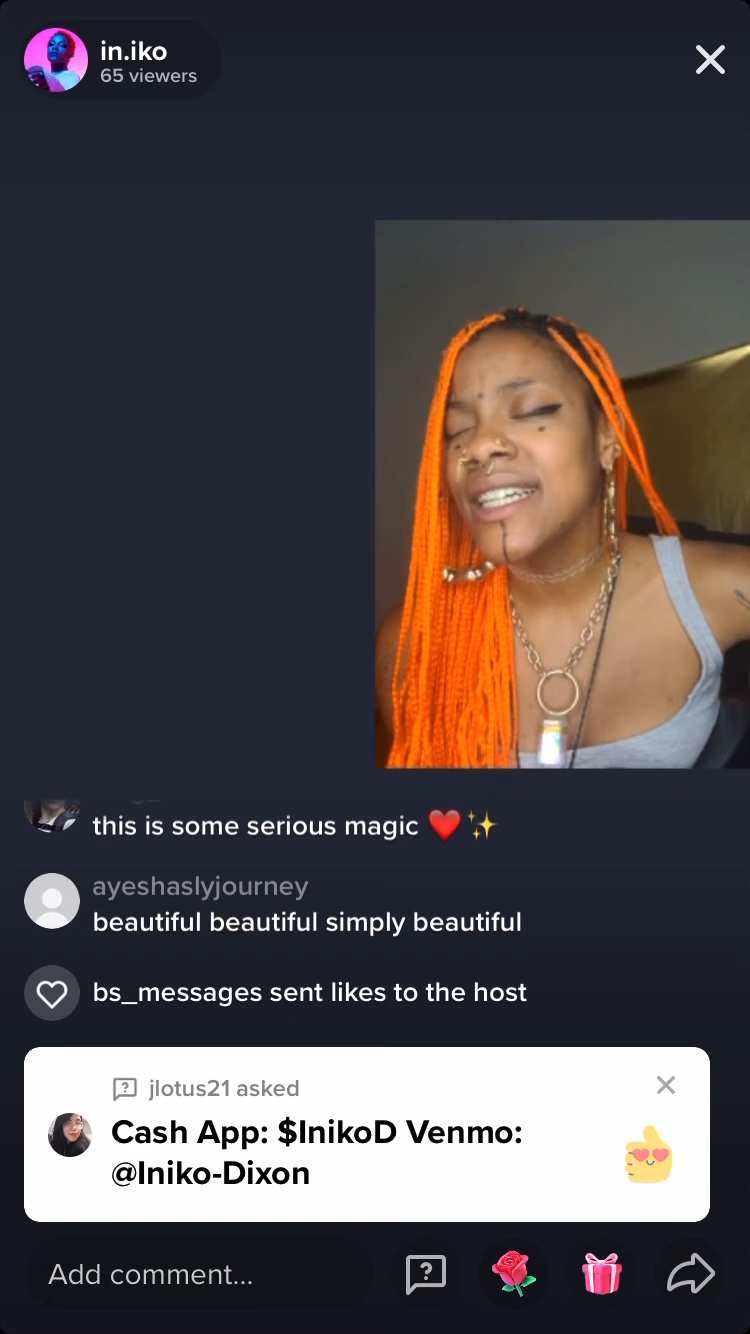 in.iko
65 viewers
this is some serious magic ❤️✨
ayeshaslyjourney
beautiful beautiful simply beautiful
bs_messages sent likes to the host
jlotus21 asked
Cash App: $InikoD Venmo:
@Iniko-Dixon
Add comment...